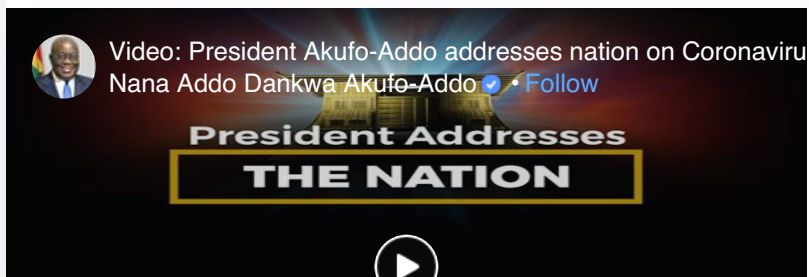 Video: President Akufo-Addo addresses nation on Coronaviru
Nana Addo Dankwa Akufo-Addo • Follow
President Addresses
THE NATION